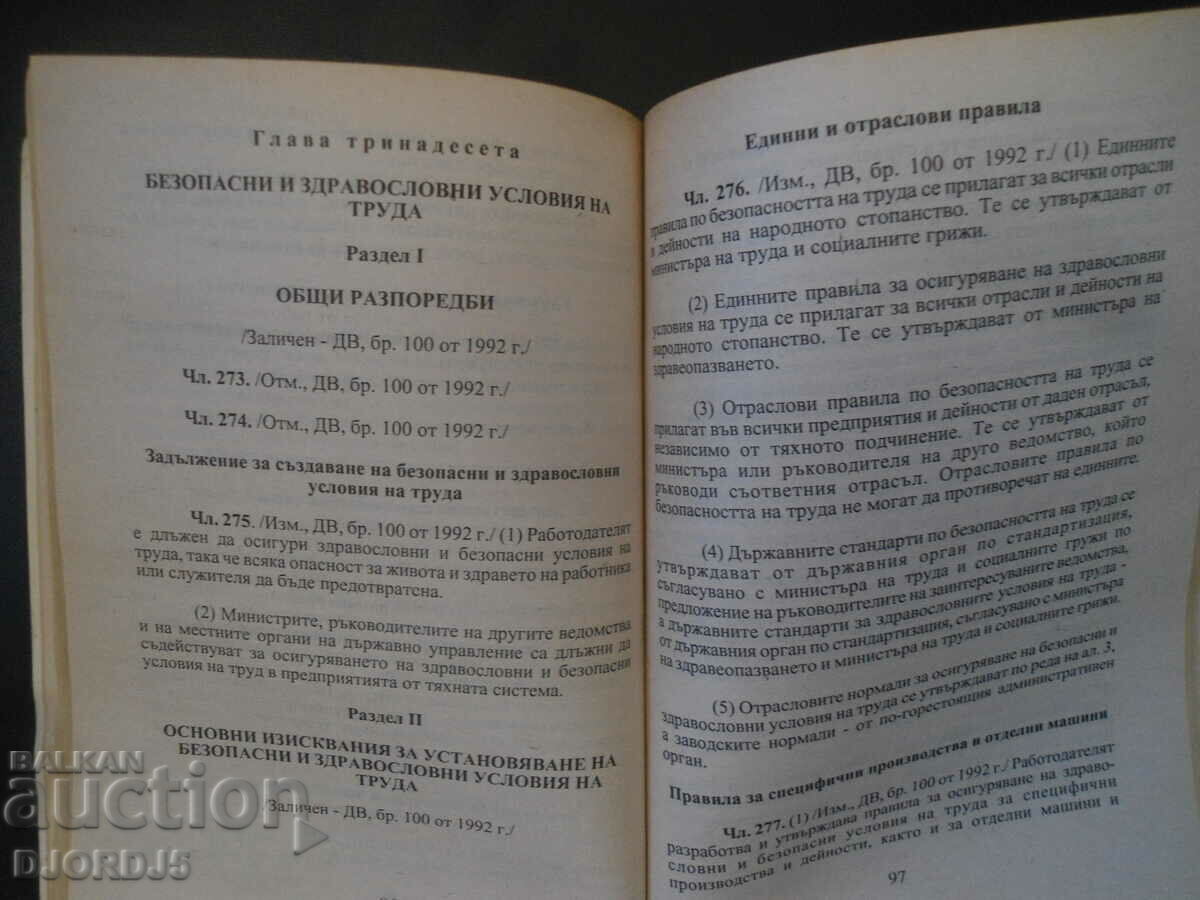 Глава тринадесета
БЕЗОПАСНИ И ЗДРАВОСЛОВНИ УСЛОВИЯ НА
ТРУДА
Раздел I
ОБЩИ РАЗПОРЕДБИ
/Заличен - ДВ, бр. 100 от 1992 г./
Чл. 273. /Отм., ДВ, бр. 100 от 1992 г./
Чл. 274. /Отм., ДВ, бр. 100 от 1992 г./
Задължение за създаване на безопасни и здравословни
условия на труда
Чл. 275. /Изм., ДВ, бр. 100 от 1992 г./ (1) Работодателят
е длъжен да осигури здравословни и безопасни условия на
труда, така че всяка опасност за живота и здравето на работника
или служителя да бъде предотвратсна.
(2) Министрите, ръководителите на другите ведомства
и на местните органи на държавно управление са длъжни да
съдействуват за осигуряването на здравословни и безопасни
условия на труд в предприятията от тяхната система.
Раздел II
ОСНОВНИ ИЗИСКВАНИЯ ЗА УСТАНОВЯВАНЕ НА
БЕЗОПАСНИ И ЗДРАВОСЛОВНИ УСЛОВИЯ НА
ТРУДА
/Заличен - ДВ, бр. 100 от 1992 г./
Единни и отраслови правила
Чл. 276. /Изм., ДВ, бр. 100 от 1992 г./ (1) Единните
правила по безопасността на труда се прилагат за всички отрасли
и дейности на народното стопанство. Те се утвърждават от
министъра на труда и социалните грижи.
(2) Единните правила за осигуряване на здравословни
условия на труда се прилагат за всички отрасли и дейности на
народното стопанство. Те се утвърждават от министъра на
здравеопазването.
(3) Отраслови правила по безопасността на труда се
прилагат във всички предприятия и дейности от даден отрасъл,
независимо от тяхното подчинение. Те се утвърждават от
министъра или ръководителя на друго ведомство, който
ръководи съответния отрасъл. Отрасловите правила по
безопасността на труда не могат да противоречат на единните.
(4) Държавните стандарти по безопасността на труда се
утвърждават от държавния орган по стандартизация,
съгласувано с министъра на труда и социалните грижи по
предложение на ръководителите на заинтересуваните ведомства,
а държавните стандарти за здравословните условия на труда -
от държавния орган по стандартизация, съгласувано с министъра
на здравеопазването и министъра на труда и социалните грижи.
(5) Отрасловите нормали за осигуряване на безопасни и
здравословни условия на труда се утвърждават по реда на ал. 3,
а заводските нормали - от по-горестоящия административен
орган.
Правила за специфични производства и отделни машини
Чл. 277. (1) /Изм., ДВ, бр. 100 от 1992 г./ Работодателят
разработва и утвърждава правила за осигуряване на здраво-
словни и безопасни условия на труда за специфични
производства и дейности, както и за отделни машини и
97
BALKAN
auction
DJORDJ5